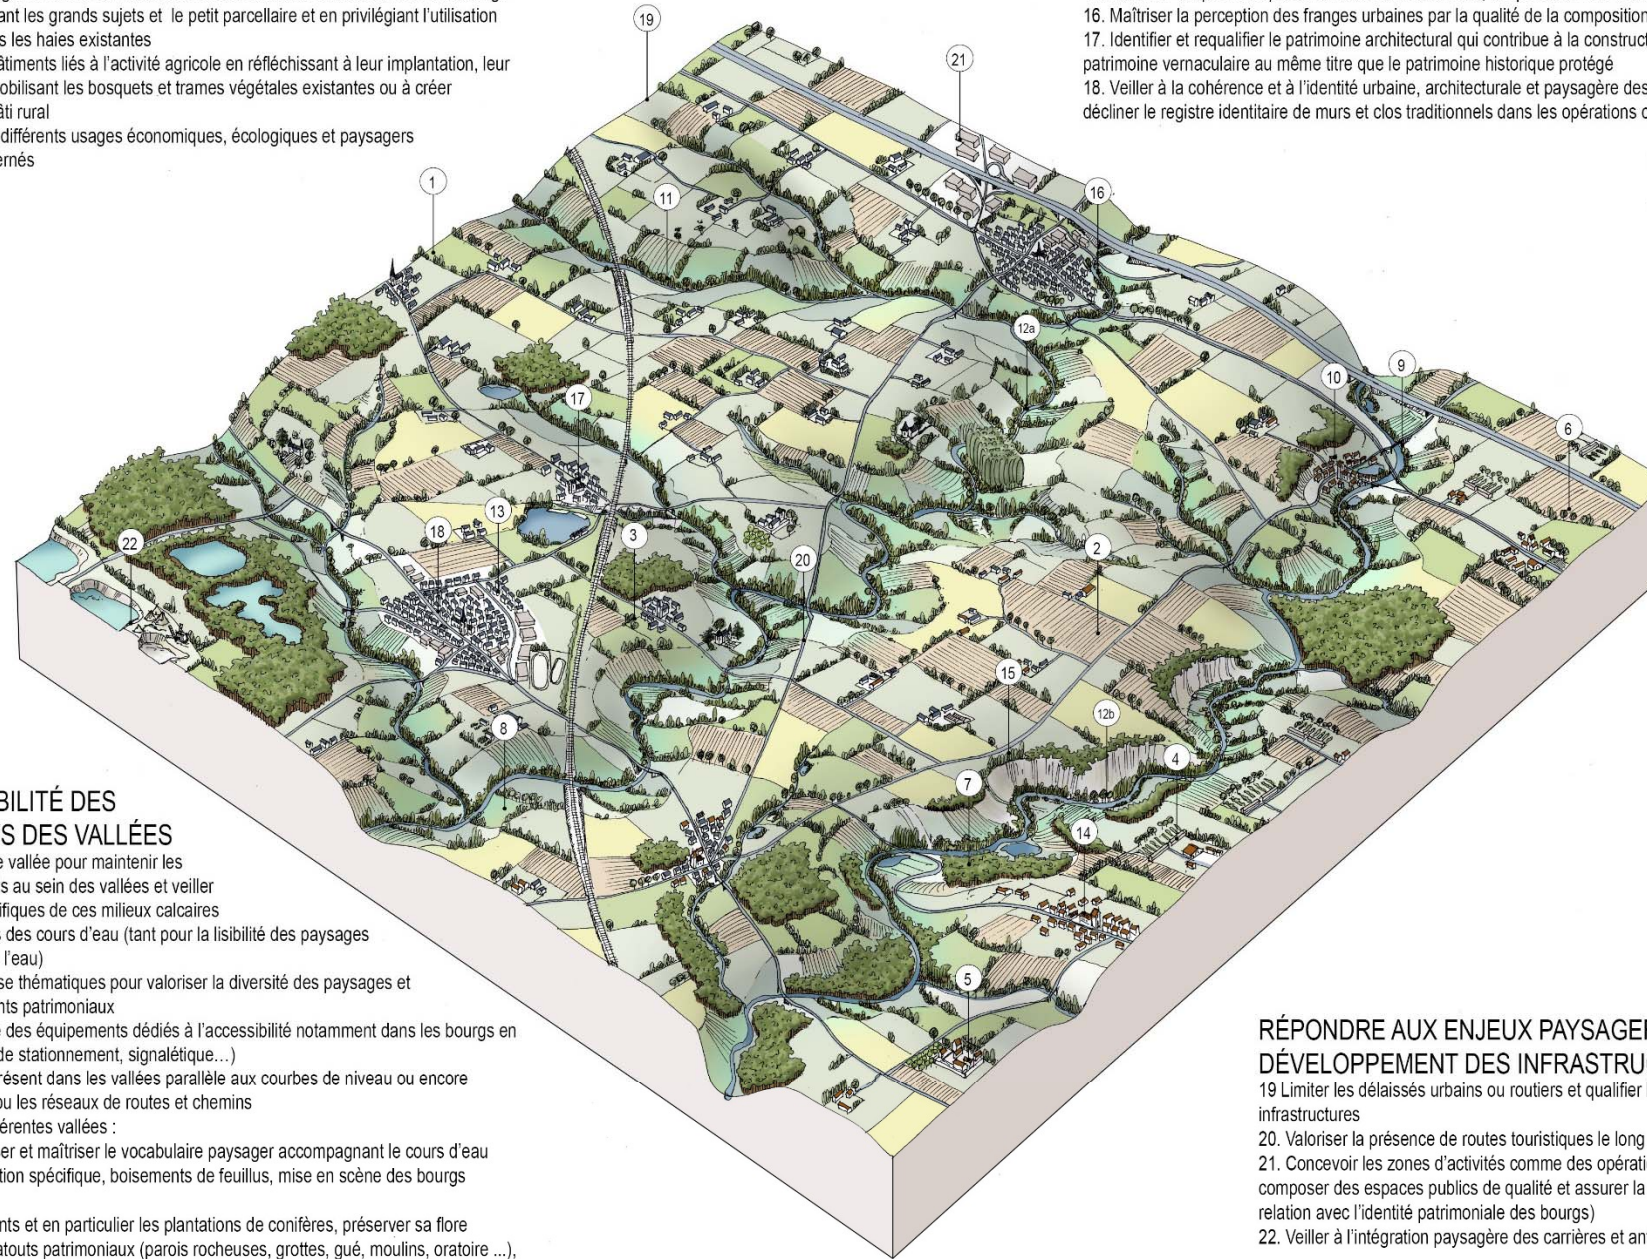 ant les grands sujets et le petit parcellaire et en privilégiant l'utilisation
s les haies existantes
âtiments liés à l'activité agricole en réfléchissant à leur implantation, leur
obilisant les bosquets et trames végétales existantes ou à créer
âti rural
différents usages économiques, écologiques et paysagers
ernés
16. Maîtriser la perception des franges urbaines par la qualité de la composition
17. Identifier et requalifier le patrimoine architectural qui contribue à la construct
patrimoine vernaculaire au même titre que le patrimoine historique protégé
18. Veiller à la cohérence et à l'identité urbaine, architecturale et paysagère des
décliner le registre identitaire de murs et clos traditionnels dans les opérations c
19
21
1
11
16
12a
9
10
17
6
13
18
22
3
20
2
15
12b
8
4
7
14
5
BILITÉ DES
S DES VALLÉES
e vallée pour maintenir les
s au sein des vallées et veiller
ifiques de ces milieux calcaires
s des cours d'eau (tant pour la lisibilité des paysages
l'eau)
se thématiques pour valoriser la diversité des paysages et
nts patrimoniaux
é des équipements dédiés à l'accessibilité notamment dans les bourgs en
de stationnement, signalétique…)
résent dans les vallées parallèle aux courbes de niveau ou encore
ou les réseaux de routes et chemins
érentes vallées :
er et maîtriser le vocabulaire paysager accompagnant le cours d'eau
tion spécifique, boisements de feuillus, mise en scène des bourgs
nts et en particulier les plantations de conifères, préserver sa flore
atouts patrimoniaux (parois rocheuses, grottes, gué, moulins, oratoire ...),
RÉPONDRE AUX ENJEUX PAYSAGE
DÉVELOPPEMENT DES INFRASTRU
19 Limiter les délaissés urbains ou routiers et qualifier
infrastructures
20. Valoriser la présence de routes touristiques le long
21. Concevoir les zones d'activités comme des opérati
composer des espaces publics de qualité et assurer la
relation avec l'identité patrimoniale des bourgs)
22. Veiller à l'intégration paysagère des carrières et an